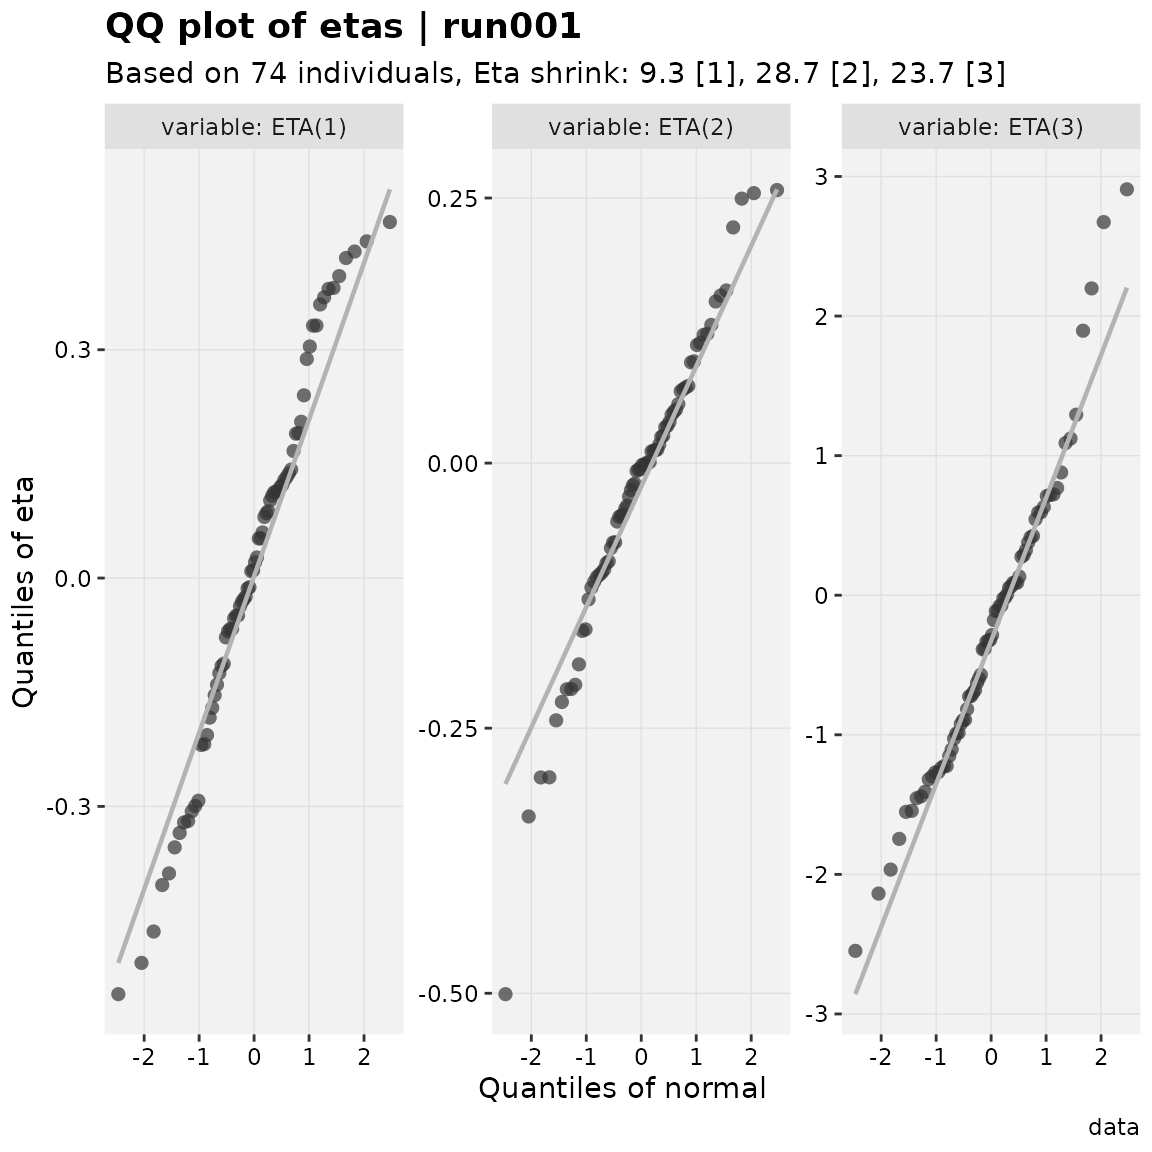 QQ plot of etas | run001
Based on 74 individuals, Eta shrink: 9.3 [1], 28.7 [2], 23.7 [3]
variable: ETA(1)
variable: ETA(2)
variable: ETA(3)
Quantiles of eta
0.3
0.0
-0.3
0.25
0.00
-0.25
-0.50
3
2
1
0
-1
-2
-3
-2 -1 0 1 2
-2 -1 0 1 2
-2 -1 0 1 2
Quantiles of normal
data